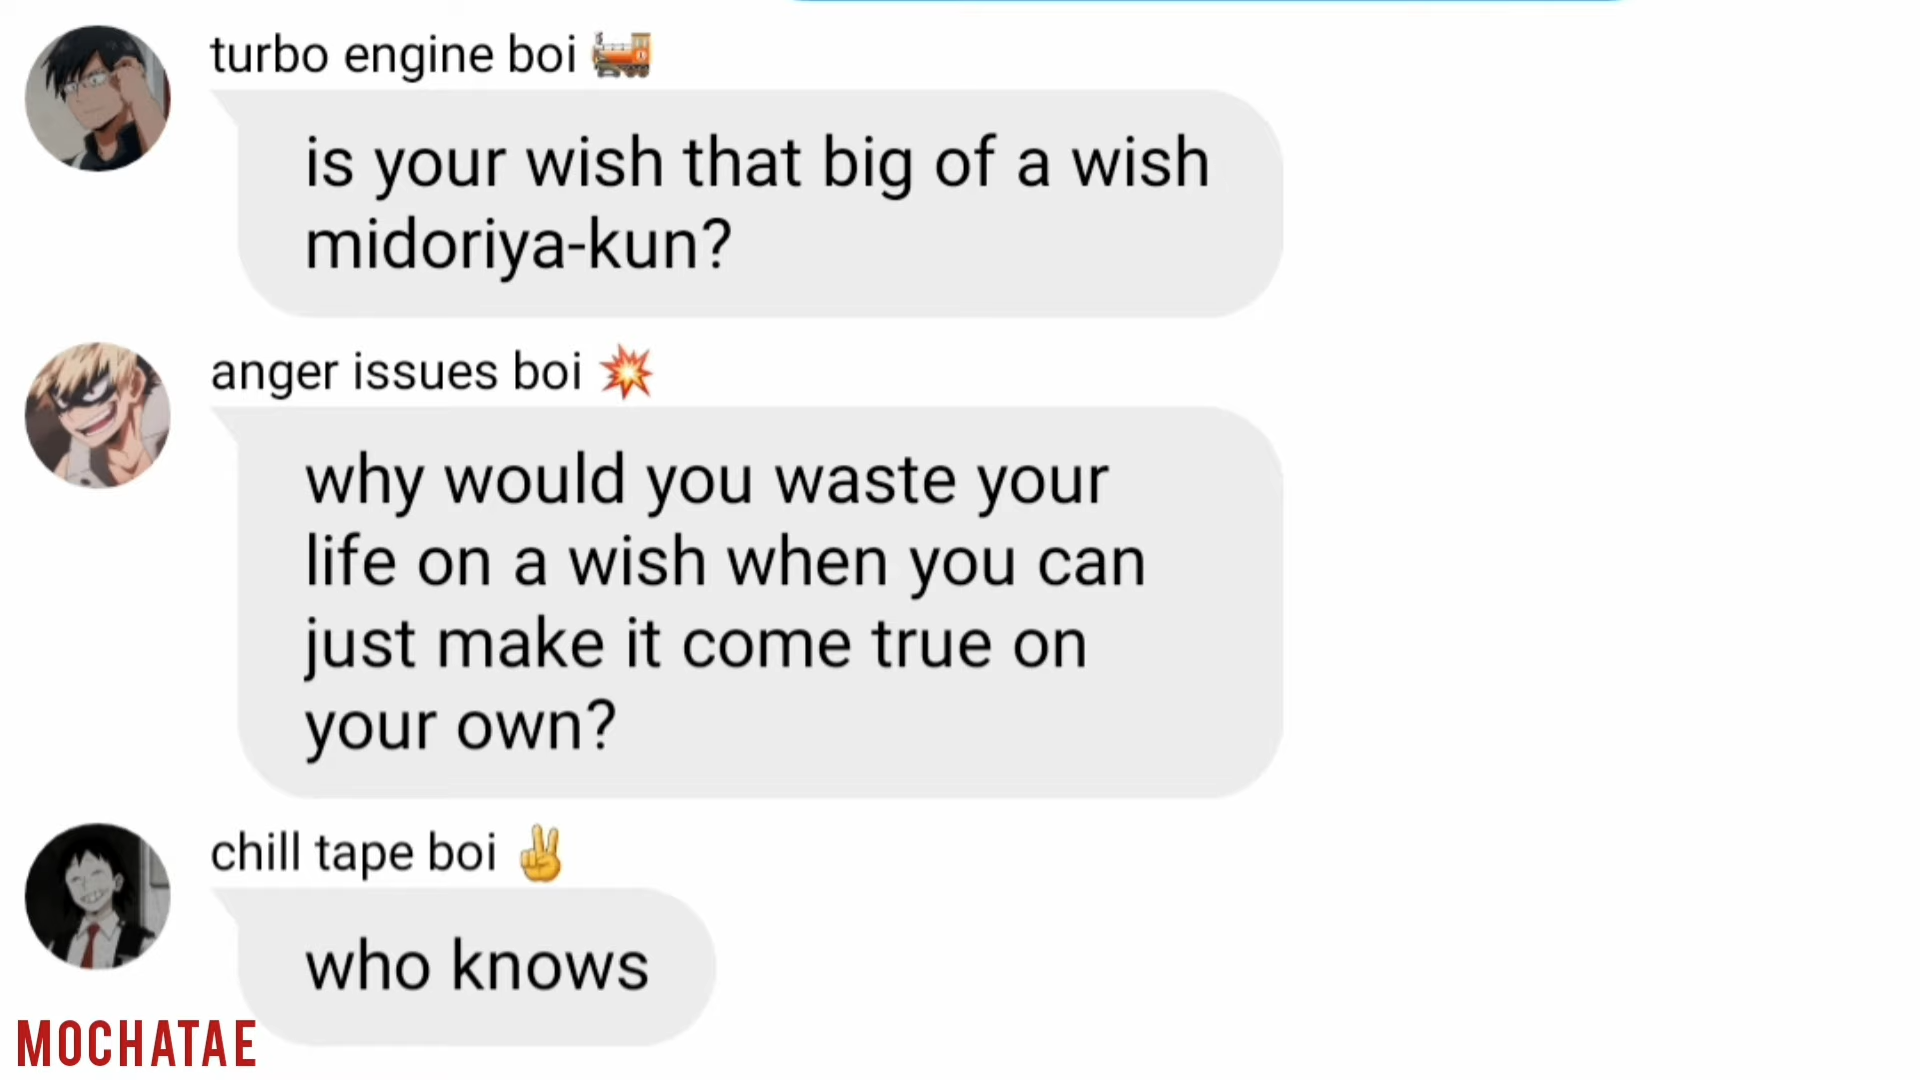 turbo engine boi 🚂
is your wish that big of a wish
midoriya-kun?
anger issues boi 💥
why would you waste your
life on a wish when you can
just make it come true on
your own?
chill tape boi ✌
who knows
MOCHATAE